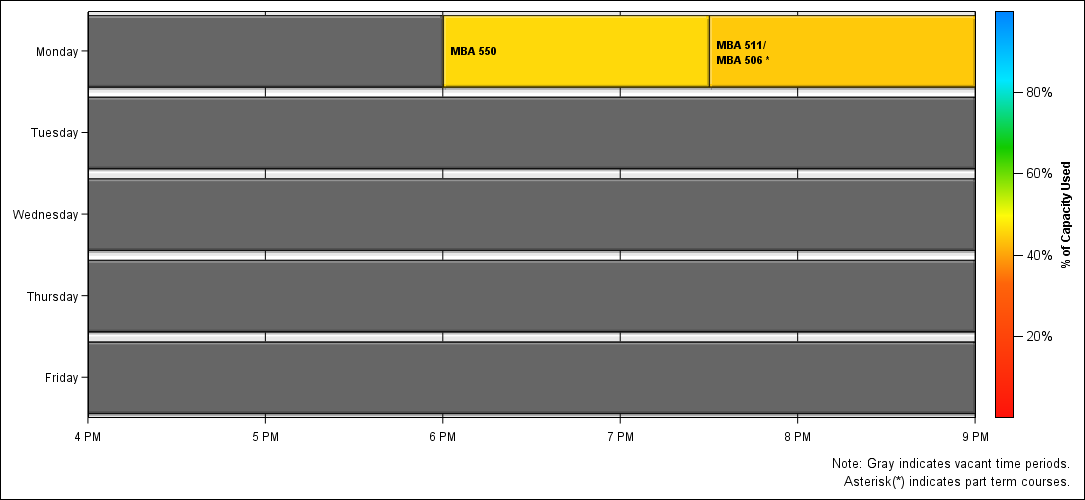 Monday
MBA 550
MBA 511/
MBA 506 *
Tuesday
Wednesday
Thursday
Friday
4 PM
5 PM
6 PM
7 PM
8 PM
9 PM
80%
60%
40%
20%
% of Capacity Used
Note: Gray indicates vacant time periods.
Asterisk(*) indicates part term courses.